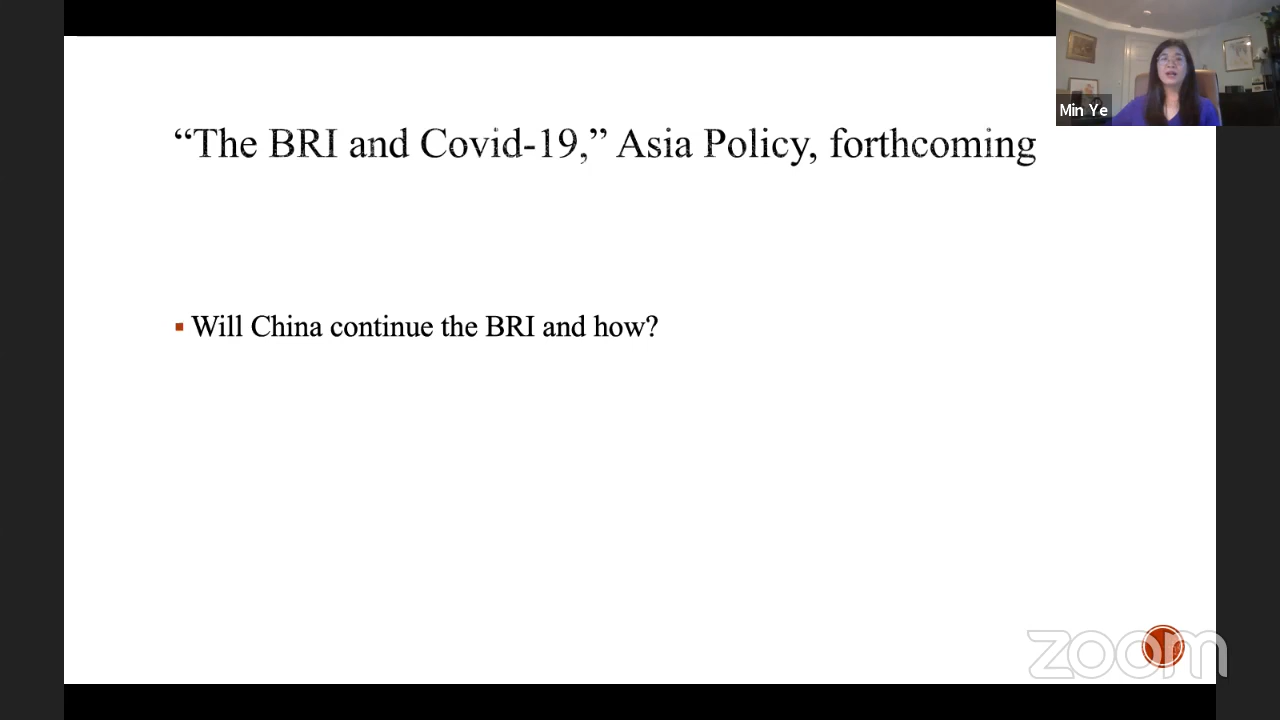 “The BRI and Covid-19,” Asia Policy, forthcoming
Min Ye
▪ Will China continue the BRI and how?
zoom